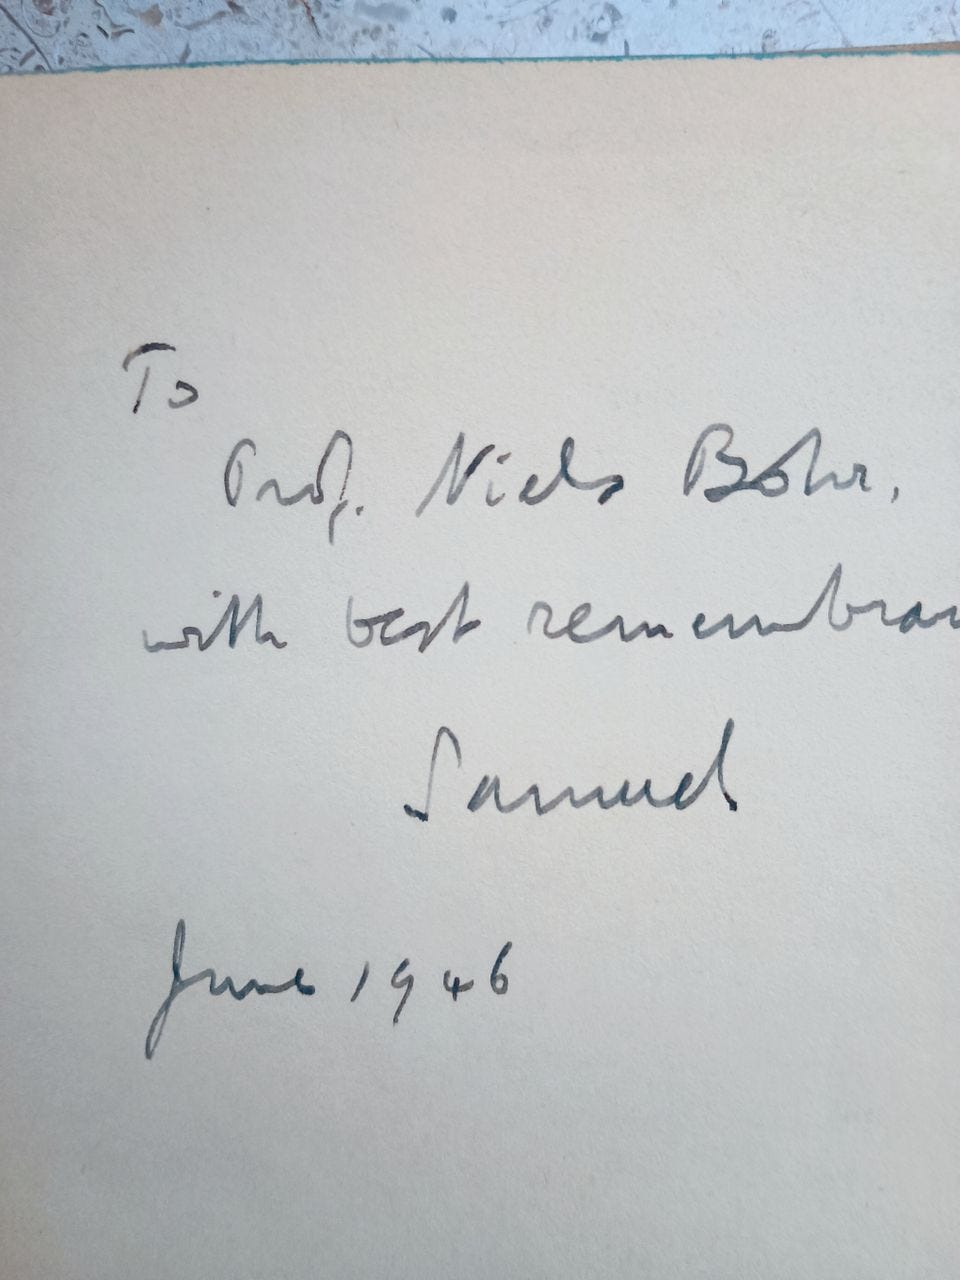 To
Prof. Niels Bohr,
with best remembran
Samuel
June 1946